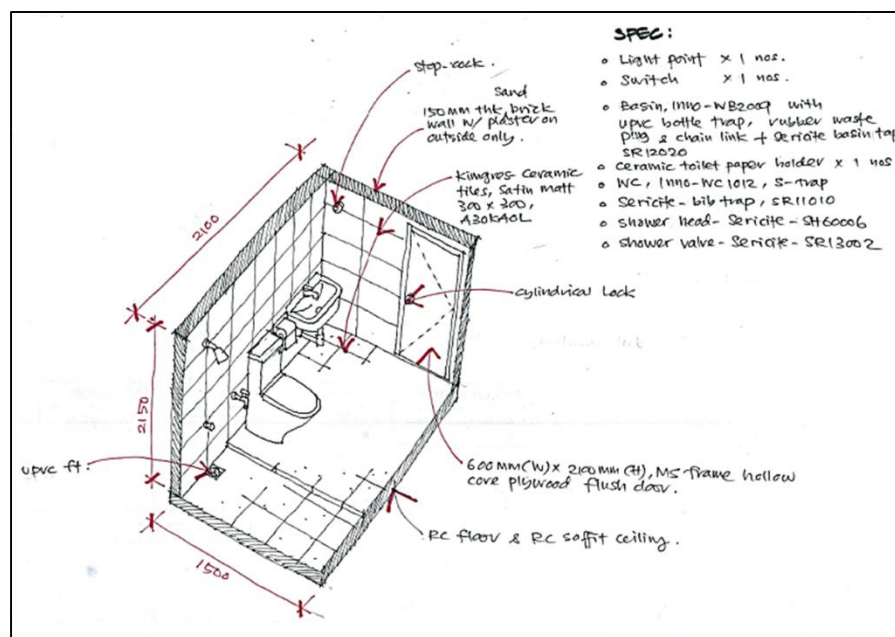 SPEC:
• Light point x 1 nos.
• Switch x 1 nos.
• Basin, Inno-WB2009 with
upvc bottle trap, rubber waste
plug & chain link + sericite basin tap
SR12020
• Ceramic toilet paper holder x 1 nos
• WC, Inno-WC1012, S-trap
• Sericite-bib trap, SR11010
• shower head-Sericite-SH60006
• shower valve-Sericite-SR13002
stop-cock.
Sand
150mm thk. brick
wall w/ plaster on
outside only.
Kimgres-Ceramic
tiles, Satin matt
300 x 300,
A30KA0L
cylindrical Lock
600mm(W) x 2100mm(H), MS frame hollow
core plywood flush door.
RC floor & RC soffit ceiling.
upvc ft.
2100
2150
1500